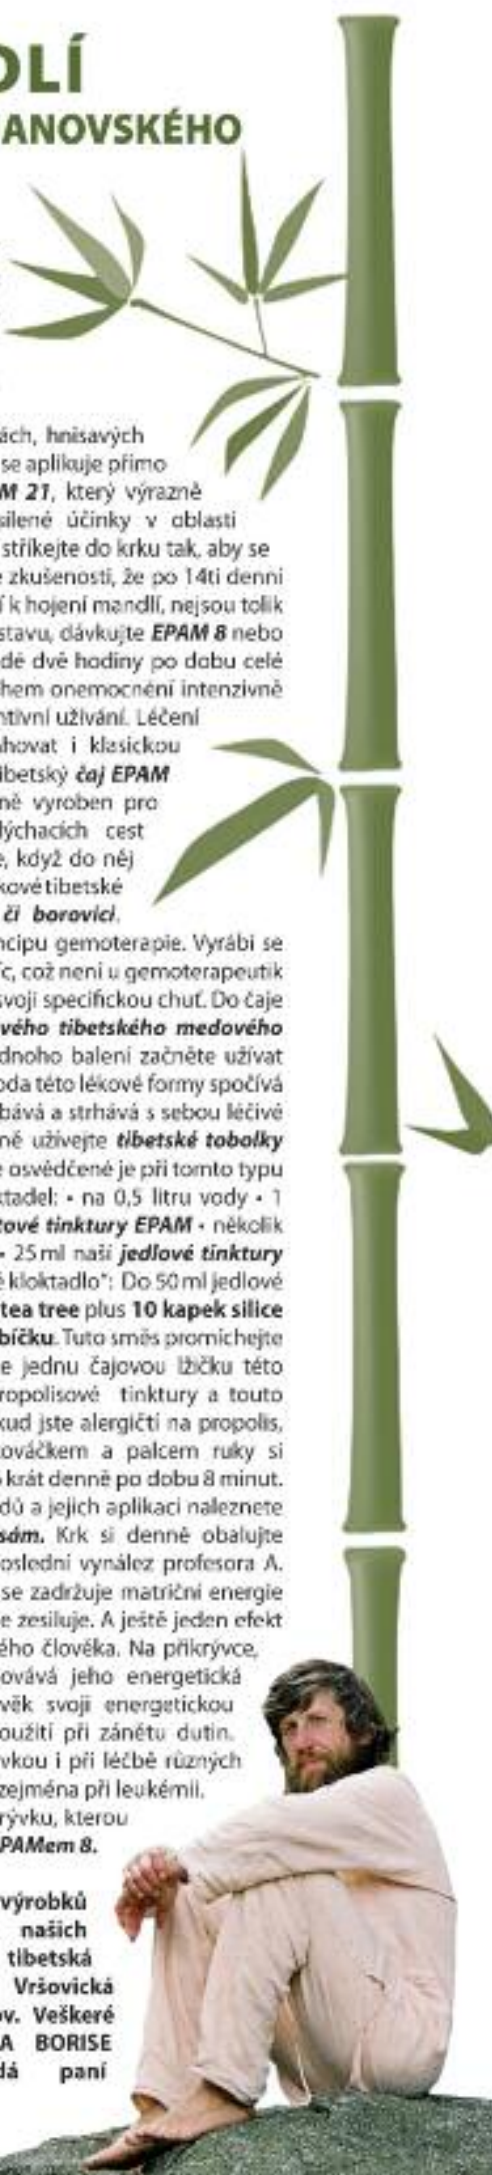 OLÍ
ANOVSKÉHO
ách, hnisavých
se aplikuje přímo
M 21, který výrazně
sílené účinky v oblasti
stříkejte do krku tak, aby se
e zkušenosti, že po 14ti denní
í k hojení mandlí, nejsou tolik
stavu, dávkujte EPAM 8 nebo
dé dvě hodiny po dobu celé
hem onemocnění intenzivně
ntivní užívání. Léčení
ahovat i klasickou
ibetský čaj EPAM
ně vyroben pro
dýchacích cest
e, když do něj
kové tibetské
či borovici.
ncipu gemoterapie. Vyrábí se
íc, což není u gemoterapeutik
svoji specifickou chuť. Do čaje
vého tibetského medového
dnoho balení začněte užívat
oda této lékové formy spočívá
bává a strhává s sebou léčivé
ně užívejte tibetské tobolky
e osvědčené je při tomto typu
ktadel: • na 0,5 litru vody • 1
tové tinktury EPAM • několik
• 25 ml naší jedlové tinktury
é kloktadlo": Do 50 ml jedlové
tea tree plus 10 kapek silice
bíčku. Tuto směs promíchejte
e jednu čajovou lžičku této
ropolisové tinktury a touto
kud jste alergičtí na propolis,
ováčkem a palcem ruky si
krát denně po dobu 8 minut.
dů a jejich aplikaci naleznete
sám. Krk si denně obalujte
oslední vynález profesora A.
se zadržuje matriční energie
e zesiluje. A ještě jeden efekt
ého člověka. Na přikrývce,
ovává jeho energetická
věk svoji energetickou
oužití při zánětu dutin.
vkou i při léčbě různých
zejména při leukémii.
rývku, kterou
PAMem 8.
výrobků
našich
tibetská
Vršovická
ov. Veškeré
A BORISE
dá paní